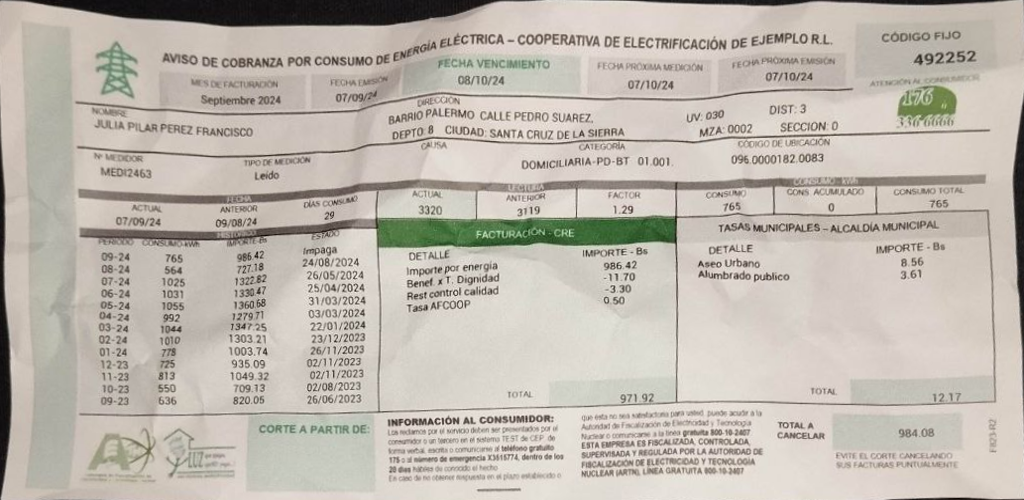 AVISO DE COBRANZA POR CONSUMO DE ENERGÍA ELÉCTRICA – COOPERATIVA DE ELECTRIFICACIÓN DE EJEMPLO R.L.
CÓDIGO FIJO
492252
MES DE FACTURACIÓN
Septiembre 2024
FECHA EMISIÓN
07/09/24
FECHA VENCIMIENTO
08/10/24
FECHA PRÓXIMA MEDICIÓN
07/10/24
FECHA PRÓXIMA EMISIÓN
07/10/24
ATENCIÓN AL CONSUMIDOR
176
ó
336 6666
NOMBRE
JULIA PILAR PEREZ FRANCISCO
DIRECCIÓN
BARRIO PALERMO CALLE PEDRO SUAREZ,
DEPTO: 8 CIUDAD: SANTA CRUZ DE LA SIERRA
UV: 030
DIST: 3
MZA: 0002
SECCION: 0
Nº MEDIDOR
MEDI2463
TIPO DE MEDICIÓN
Leído
CAUSA
CATEGORÍA
DOMICILIARIA-PD-BT 01.001.
CÓDIGO DE UBICACIÓN
096.0000182.0083
FECHA
ACTUAL
07/09/24
ANTERIOR
09/08/24
DÍAS CONSUMO
29
LECTURA
ACTUAL
3320
ANTERIOR
3119
FACTOR
1.29
CONSUMO kWh
CONSUMO
765
CONS ACUMULADO
0
CONSUMO TOTAL
765
HISTÓRICO
PERIODO CONSUMO-kWh IMPORTE-Bs ESTADO
09-24 765 986.42 Impaga
08-24 564 727.18 24/08/2024
07-24 1025 1322.82 26/05/2024
06-24 1031 1330.47 25/04/2024
05-24 1055 1360.68 31/03/2024
04-24 992 1279.71 03/03/2024
03-24 1044 1347.25 22/01/2024
02-24 1010 1303.21 23/12/2023
01-24 778 1003.74 26/11/2023
12-23 725 935.09 02/11/2023
11-23 813 1049.32 02/11/2023
10-23 550 709.13 02/08/2023
09-23 636 820.05 26/06/2023
FACTURACIÓN - CRE
DETALLE IMPORTE - Bs
Importe por energía 986.42
Benef. x T. Dignidad -11.70
Rest control calidad -3.30
Tasa AFCOOP 0.50
TOTAL 971.92
TASAS MUNICIPALES – ALCALDÍA MUNICIPAL
DETALLE IMPORTE - Bs
Aseo Urbano 8.56
Alumbrado publico 3.61
TOTAL 12.17
LUZ
CORTE A PARTIR DE:
INFORMACIÓN AL CONSUMIDOR:
Los reclamos por el servicio deben ser presentados por el
consumidor o un tercero en el sistema TEST de CEP, de
forma verbal, escrita o comunicarse al teléfono gratuito
175 o al número de emergencia X3515774, dentro de los
20 días hábiles de conocido el hecho
En caso de no obtener respuesta en el plazo establecido o
que esta no sea satisfactoria para usted, puede acudir a la
Autoridad de Fiscalización de Electricidad y Tecnología
Nuclear o comunicarse a la línea gratuita 800-10-2407
ESTA EMPRESA ES FISCALIZADA, CONTROLADA,
SUPERVISADA Y REGULADA POR LA AUTORIDAD DE
FISCALIZACIÓN DE ELECTRICIDAD Y TECNOLOGÍA
NUCLEAR (ARTN), LÍNEA GRATUITA 800-10-2407
TOTAL A
CANCELAR
984.08
EVITE EL CORTE CANCELANDO
SUS FACTURAS PUNTUALMENTE